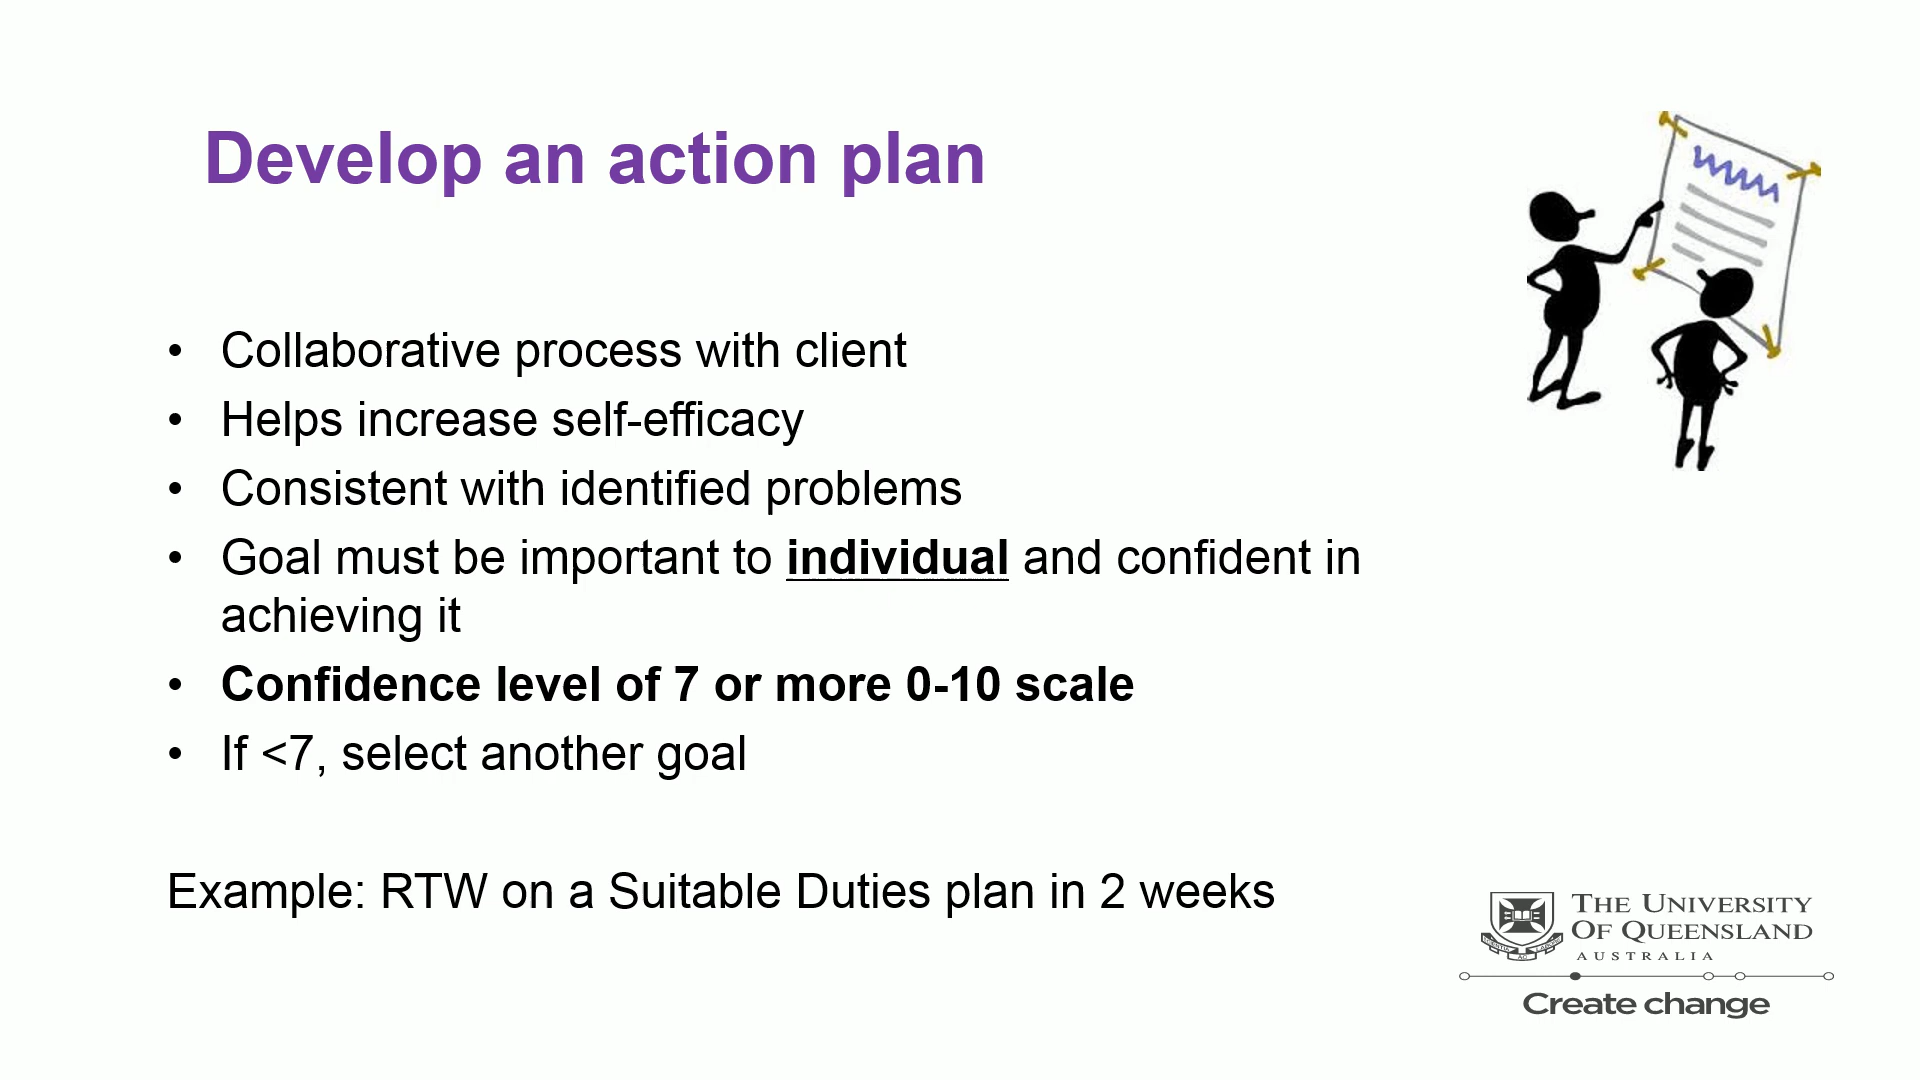 Develop an action plan
• Collaborative process with client
• Helps increase self-efficacy
• Consistent with identified problems
• Goal must be important to individual and confident in
achieving it
• Confidence level of 7 or more 0-10 scale
• If <7, select another goal
Example: RTW on a Suitable Duties plan in 2 weeks
THE UNIVERSITY
OF QUEENSLAND
AUSTRALIA
Create change